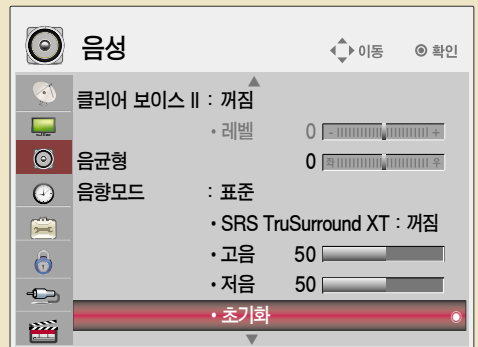 음성 이동 확인
클리어 보이스 II : 꺼짐
• 레벨 0 - +
음균형 0 좌 우
음향모드 : 표준
• SRS TruSurround XT : 꺼짐
• 고음 50
• 저음 50
• 초기화